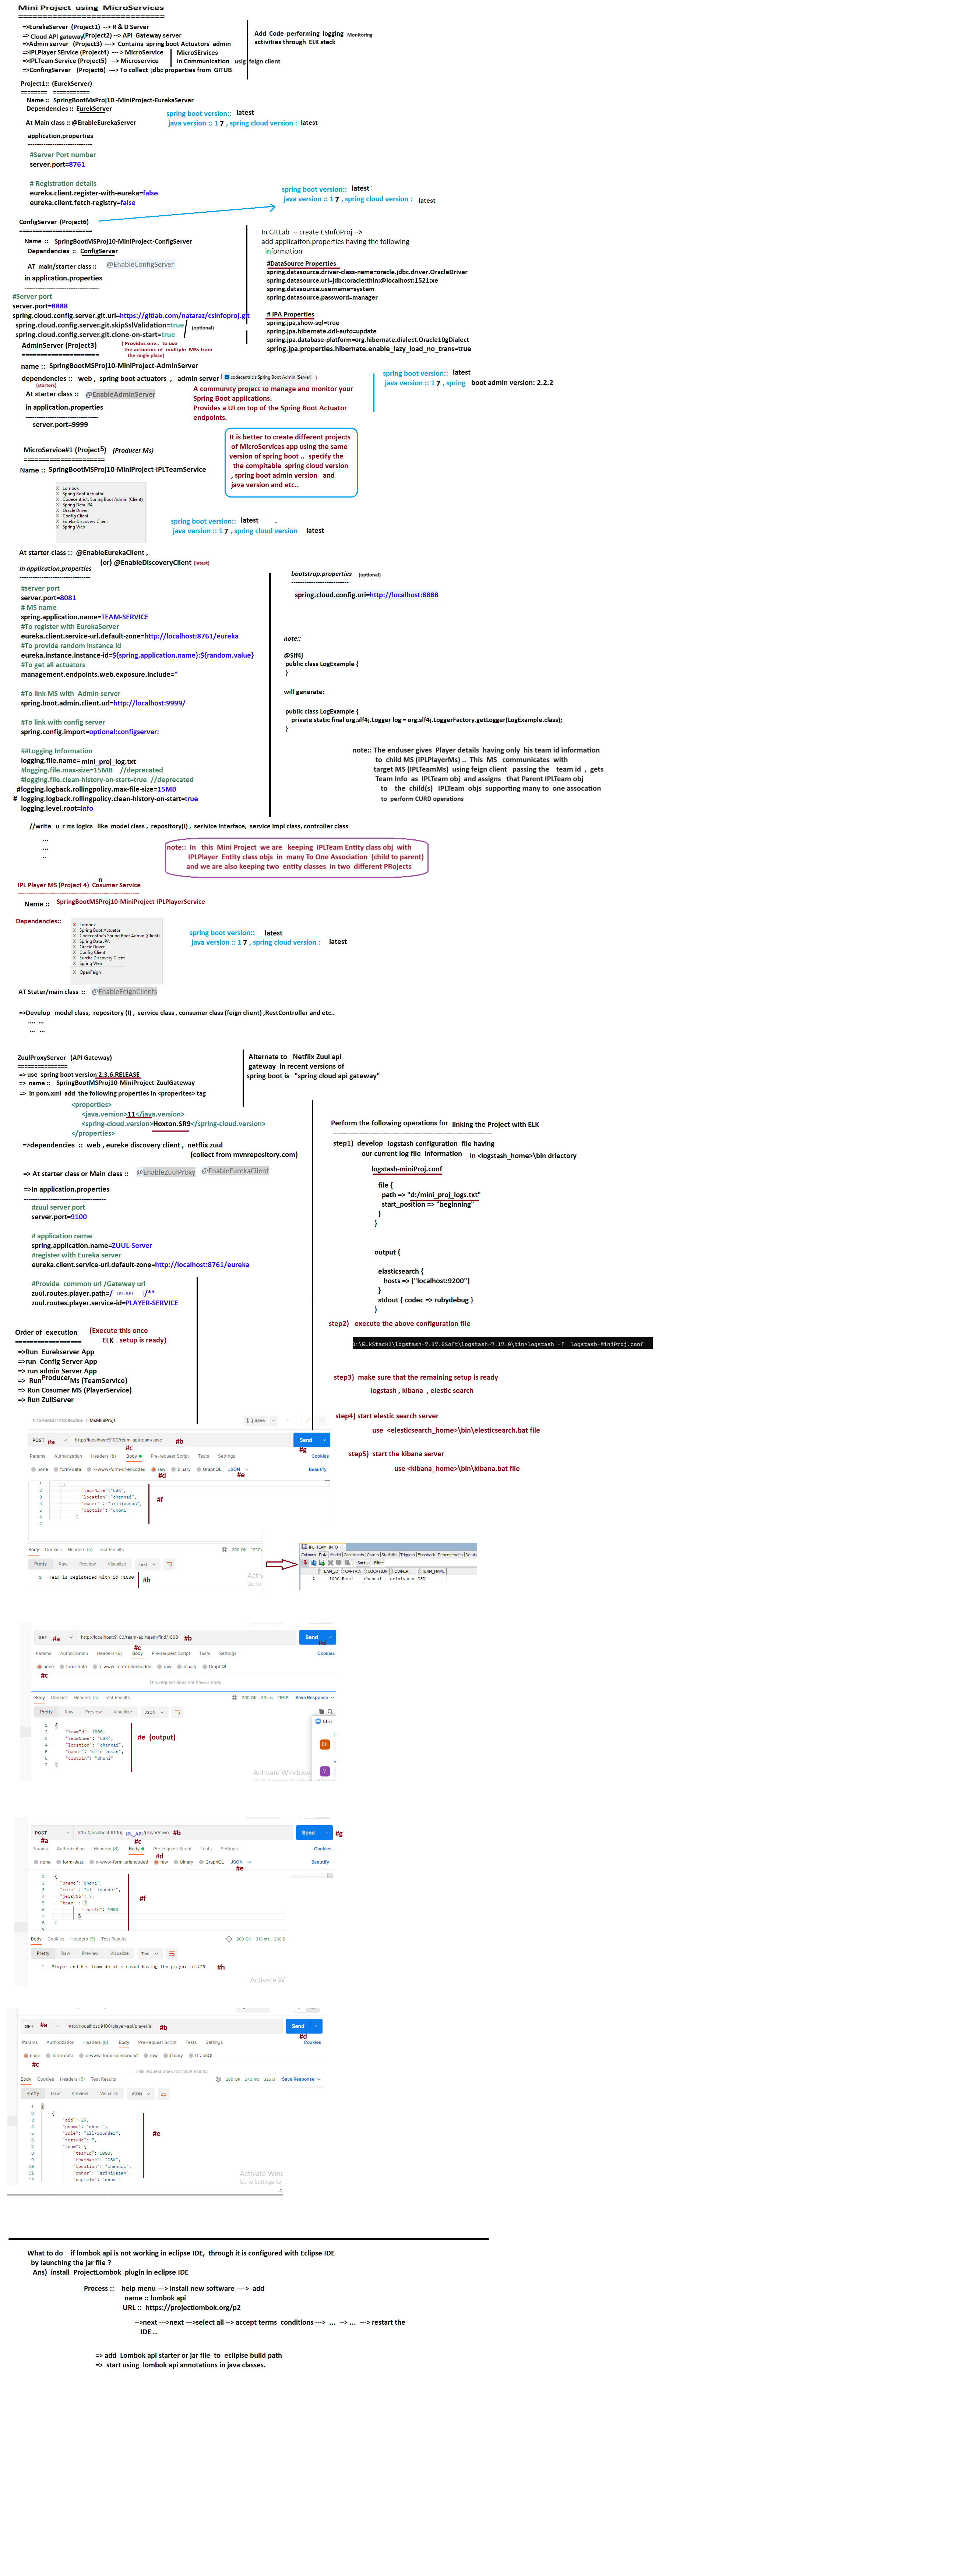 Mini Project using MicroServices
================================
=>EurekaServer (Project1) --> R & D Server
=> Cloud API gateway(Project2) --> API Gateway server
=>Admin server (Project3) ---> Contains spring boot Actuators admin
=>IPLPlayer SErvice (Project4) --- > MicroService
=>IPLTeam Service (Project5) --> Microservice
=>ConfingServer (Project6) ---> To collect jdbc properties from GITUB
MicroSErvices
in Communication usig feign client
Add Code performing logging Monitoring
activities through ELK stack
Project1:: (EurekServer)
======== ===========
Name :: SpringBootMsProj10 -MiniProject-EurekaServer
Dependencies :: EurekServer
At Main class :: @EnableEurekaServer
spring boot version:: latest
java version :: 1 7 , spring cloud version : latest
application.properties
----------------------------
#Server Port number
server.port=8761
# Registration details
eureka.client.register-with-eureka=false
eureka.client.fetch-registry=false
spring boot version:: latest
java version :: 1 7 , spring cloud version : latest
ConfigServer (Project6)
======================
Name :: SpringBootMSProj10-MiniProject-ConfigServer
Dependencies :: ConfigServer
AT main/starter class :: @EnableConfigServer
in application.properties
--------------------------------
#Server port
server.port=8888
spring.cloud.config.server.git.uri=https://gitlab.com/nataraz/csinfoproj.git
spring.cloud.config.server.git.skipSslValidation=true
spring.cloud.config.server.git.clone-on-start=true
(optional)
In GitLab -- create CsInfoProj -->
add applicaiton.properties having the following
information
#DataSource Properties
spring.datasource.driver-class-name=oracle.jdbc.driver.OracleDriver
spring.datasource.url=jdbc:oracle:thin:@localhost:1521:xe
spring.datasource.username=system
spring.datasource.password=manager
# JPA Properties
spring.jpa.show-sql=true
spring.jpa.hibernate.ddl-auto=update
spring.jpa.database-platform=org.hibernate.dialect.Oracle10gDialect
spring.jpa.properties.hibernate.enable_lazy_load_no_trans=true
AdminServer (Project3)
=====================
( Provides env.. to use
the actuators of multiple MSs from
the single place)
name :: SpringBootMSProj10-MiniProject-AdminServer
dependencies :: web , spring boot actuators , admin server ( codecentric's Spring Boot Admin (Server) )
(starters)
At starter class :: @EnableAdminServer
in application.properties
--------------------------------
server.port=9999
A community project to manage and monitor your
Spring Boot applications.
Provides a UI on top of the Spring Boot Actuator
endpoints.
spring boot version:: latest
java version :: 1 7 , spring boot admin version: 2.2.2
It is better to create different projects
of MicroServices app using the same
version of spring boot .. specify the
the compitable spring cloud version
, spring boot admin version and
java version and etc..
MicroService#1 (Project5) (Producer Ms)
======================
Name :: SpringBootMSProj10-MiniProject-IPLTeamService
X Lombok
X Spring Boot Actuator
X Codecentric's Spring Boot Admin (Client)
X Spring Data JPA
X Oracle Driver
X Config Client
X Eureka Discovery Client
X Spring Web
spring boot version:: latest .
java version :: 1 7 , spring cloud version latest
At starter class :: @EnableEurekaClient ,
(or) @EnableDiscoveryClient (latest)
in application.properties
-------------------------------
#server port
server.port=8081
# MS name
spring.application.name=TEAM-SERVICE
#To register with EurekaServer
eureka.client.service-url.default-zone=http://localhost:8761/eureka
#To provide random instance id
eureka.instance.instance-id=${spring.application.name}:${random.value}
#To get all actuators
management.endpoints.web.exposure.include=*
#To link MS with Admin server
spring.boot.admin.client.url=http://localhost:9999/
#To link with config server
spring.config.import=optional:configserver:
##Logging Information
logging.file.name=mini_proj_log.txt
#logging.file.max-size=15MB //deprecated
#logging.file.clean-history-on-start=true //deprecated
#logging.logback.rollingpolicy.max-file-size=15MB
# logging.logback.rollingpolicy.clean-history-on-start=true
logging.level.root=info
bootstrap.properties (optional)
-------------------------
spring.cloud.config.uri=http://localhost:8888
note::
@Slf4j
public class LogExample {
}
will generate:
public class LogExample {
private static final org.slf4j.Logger log = org.slf4j.LoggerFactory.getLogger(LogExample.class);
}
note:: The enduser gives Player details having only his team id information
to child MS (IPLPlayerMs) .. This MS communicates with
target MS (IPLTeamMs) using feign client passing the team id , gets
Team Info as IPLTeam obj and assigns that Parent IPLTeam obj
to the child(s) IPLTeam objs supporting many to one assocation
to perform CURD operations
//write u r ms logics like model class , repository(I) , serivice interface, service impl class, controller class
...
...
..
note:: In this Mini Project we are keeping IPLTeam Entity class obj with
IPLPlayer Entity class objs in many To One Association (child to parent)
and we are also keeping two entity classes in two different PRojects
n
IPL Player MS (Project 4) Cosumer Service
-----------------------------------------------------
Name :: SpringBootMSProj10-MiniProject-IPLPlayerService
Dependencies::
X Lombok
X Spring Boot Actuator
X Codecentric's Spring Boot Admin (Client)
X Spring Data JPA
X Oracle Driver
X Config Client
X Eureka Discovery Client
X Spring Web
X OpenFeign
spring boot version:: latest
java version :: 1 7 , spring cloud version : latest
AT Stater/main class :: @EnableFeignClients
=>Develop model class, repository (I) , service class , consumer class (feign client) ,RestController and etc..
.... ...
... ...
ZuulProxyServer (API Gateway)
===============
=> use spring boot version 2.3.6.RELEASE
=> name :: SpringBootMSProj10-MiniProject-ZuulGateway
=> in pom.xml add the following properties in <properites> tag
<properties>
<java.version>11</java.version>
<spring-cloud.version>Hoxton.SR9</spring-cloud.version>
</properties>
=>dependencies :: web , eureka discovery client , netflix zuul
(collect from mvnrepository.com)
=> At starter class or Main class :: @EnableZuulProxy @EnableEurekaClient
=>In application.properties
------------------------------------
#zuul server port
server.port=9100
# application name
spring.application.name=ZUUL-Server
#register with Eureka server
eureka.client.service-url.default-zone=http://localhost:8761/eureka
#Provide common url /Gateway url
zuul.routes.player.path=/ IPL-API /**
zuul.routes.player.service-id=PLAYER-SERVICE
Alternate to Netflix Zuul api
gateway in recent versions of
spring boot is "spring cloud api gateway"
Perform the following operations for linking the Project with ELK
----------------------------------------------------------------------
step1) develop logstash configuration file having
our current log file information in <logstash_home>\bin driectory
logstash-miniProj.conf
file {
path => "d:/mini_proj_logs.txt"
start_position => "beginning"
}
}
output {
elasticsearch {
hosts => ["localhost:9200"]
}
stdout { codec => rubydebug }
}
step2) execute the above configuration file
D:\ELKStack1\logstash-7.17.0Soft\logstash-7.17.0\bin>logstash -f logstash-MiniProj.conf
step3) make sure that the remaining setup is ready
logstash , kibana , elestic search
step4) start elestic search server
use <elesticsearch_home>\bin\elesticsearch.bat file
step5) start the kibana server
use <kibana_home>\bin\kibana.bat file
Order of execution (Execute this once
ELK setup is ready)
==================
=>Run Eurekserver App
=>run Config Server App
=> run admin Server App
=> Run Producer Ms (TeamService)
=> Run Cosumer MS (PlayerService)
=> Run ZullServer
NTSPBMS714Collection / MsMiniProj1
Save
POST #a http://localhost:9100/team-api/team/save #b Send
#c #g
Params Authorization Headers (8) Body Pre-request Script Tests Settings Cookies
none form-data x-www-form-urlencoded raw binary GraphQL JSON Beautify
#d #e
1 {
2 "teamName":"CSK",
3 "location":"chennai",
4 "owner" : "srinivasan",
5 "captain": "dhoni"
6 }
7
#f
Body Cookies Headers (5) Test Results 200 OK 1227
Pretty Raw Preview Visualize Text
1 Team is registered with id :1000
#h
Activ
IPL_TEAM_INFO
Columns Data Model Constraints Grants Statistics Triggers Flashback Dependencies Details
Sort.. Filter:
TEAM_ID CAPTAIN LOCATION OWNER TEAM_NAME
1 1000 dhoni chennai srinivasan CSK
GET #a http://localhost:9100/team-api/team/find/1000 #b Send
#c #d
Params Authorization Headers (6) Body Pre-request Script Tests Settings Cookies
none form-data x-www-form-urlencoded raw binary GraphQL
#c
This request does not have a body
Body Cookies Headers (5) Test Results 200 OK 80 ms 258 B Save Response
Pretty Raw Preview Visualize JSON
1 {
2 "teamId": 1000,
3 "teamName": "CSK",
4 "location": "chennai",
5 "owner": "srinivasan",
6 "captain": "dhoni"
7 }
#e (output)
Chat
DK
V
Activate Windows
POST http://localhost:9100/ IPL_API /player/save #b Send #g
#a #c
Params Authorization Headers (8) Body Pre-request Script Tests Settings Cookies
#d
none form-data x-www-form-urlencoded raw binary GraphQL JSON Beautify
#e
1 {
2 "pname":"dhoni",
3 "role" : "all-rounder",
4 "jersyNo": 7,
5 "team" : {
6 "teamId": 1000
7 }
8 }
9
#f
Body Cookies Headers (5) Test Results 200 OK 313 ms 230 B
Pretty Raw Preview Visualize Text
1 Player and his team details saved having the player id::29
#h
Activate W
GET #a http://localhost:9100/player-api/player/all #b Send
#d
Params Authorization Headers (6) Body Pre-request Script Tests Settings Cookies
none form-data x-www-form-urlencoded raw binary GraphQL
#c
This request does not have a body
Body Cookies Headers (5) Test Results 200 OK 243 ms 325 B Save Response
Pretty Raw Preview Visualize JSON
1 [
2 {
3 "pid": 29,
4 "pname": "dhoni",
5 "role": "all-rounder",
6 "jersyNo": 7,
7 "team": {
8 "teamId": 1000,
9 "teamName": "CSK",
10 "location": "chennai",
11 "owner": "srinivasan",
12 "captain": "dhoni"
#e
Activate Wind
Go to Settings to
What to do if lombok api is not working in eclipse IDE, through it is configured with Eclipse IDE
by launching the jar file ?
Ans) install ProjectLombok plugin in eclipse IDE
Process :: help menu ---> install new software ----> add
name :: lombok api
URL :: https://projectlombok.org/p2
-->next --->next --->select all --> accept terms conditions ---> ... --> ... ---> restart the
IDE ..
=> add Lombok api starter or jar file to ecliplse build path
=> start using lombok api annotations in java classes.